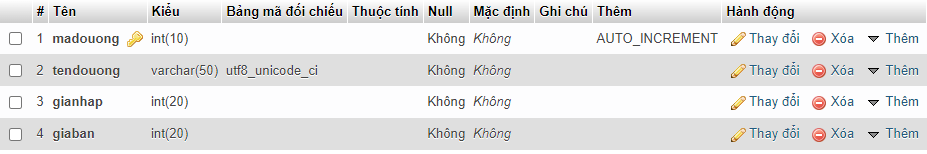 # Tên Kiểu Bảng mã đối chiếu Thuộc tính Null Mặc định Ghi chú Thêm Hành động
1 madouong int(10) Không Không AUTO_INCREMENT Thay đổi Xóa Thêm
2 tendouong varchar(50) utf8_unicode_ci Không Không Thay đổi Xóa Thêm
3 gianhap int(20) Không Không Thay đổi Xóa Thêm
4 giaban int(20) Không Không Thay đổi Xóa Thêm